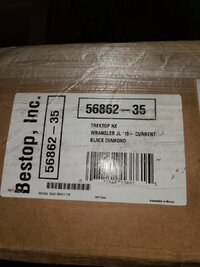 Bestop, Inc.
56862-35
56862-35
TREKTOP NX
WRANGLER JL '18- CURRENT
BLACK DIAMOND